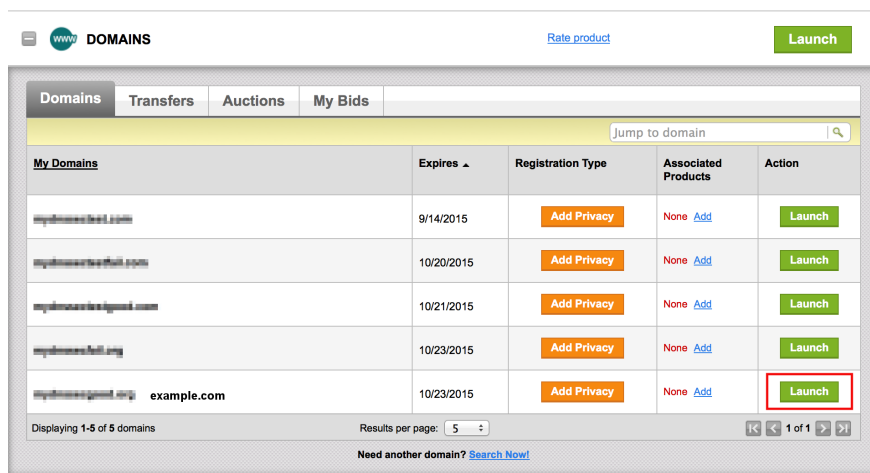 www DOMAINS Rate product Launch
Domains Transfers Auctions My Bids
Jump to domain
My Domains Expires Registration Type Associated Products Action
9/14/2015 Add Privacy None Add Launch
10/20/2015 Add Privacy None Add Launch
10/21/2015 Add Privacy None Add Launch
10/23/2015 Add Privacy None Add Launch
example.com 10/23/2015 Add Privacy None Add Launch
Displaying 1-5 of 5 domains Results per page: 5 1 of 1
Need another domain? Search Now!